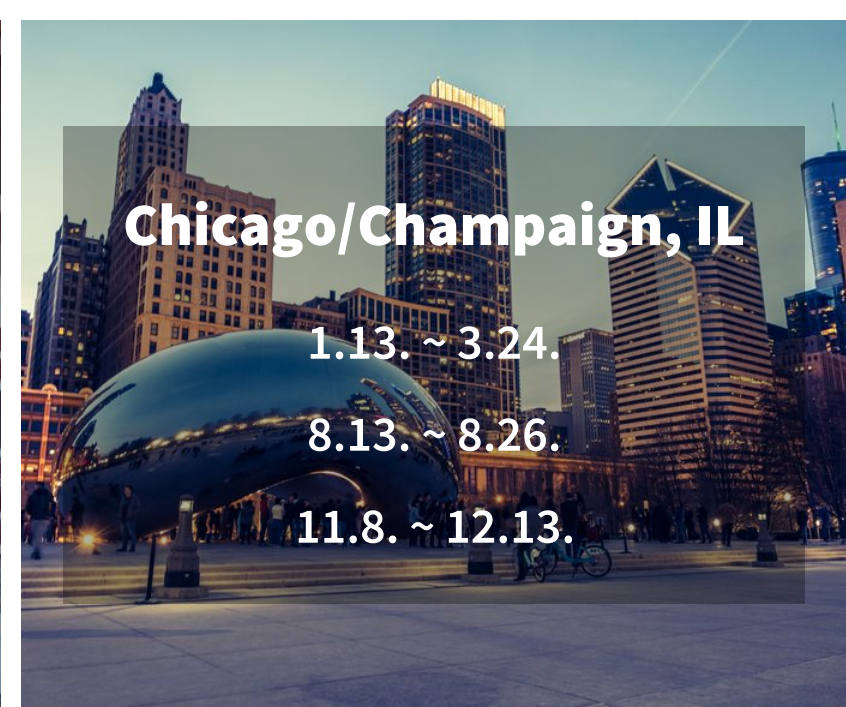 Chicago/Champaign, IL
1.13. ~ 3.24.
8.13. ~ 8.26.
11.8. ~ 12.13.